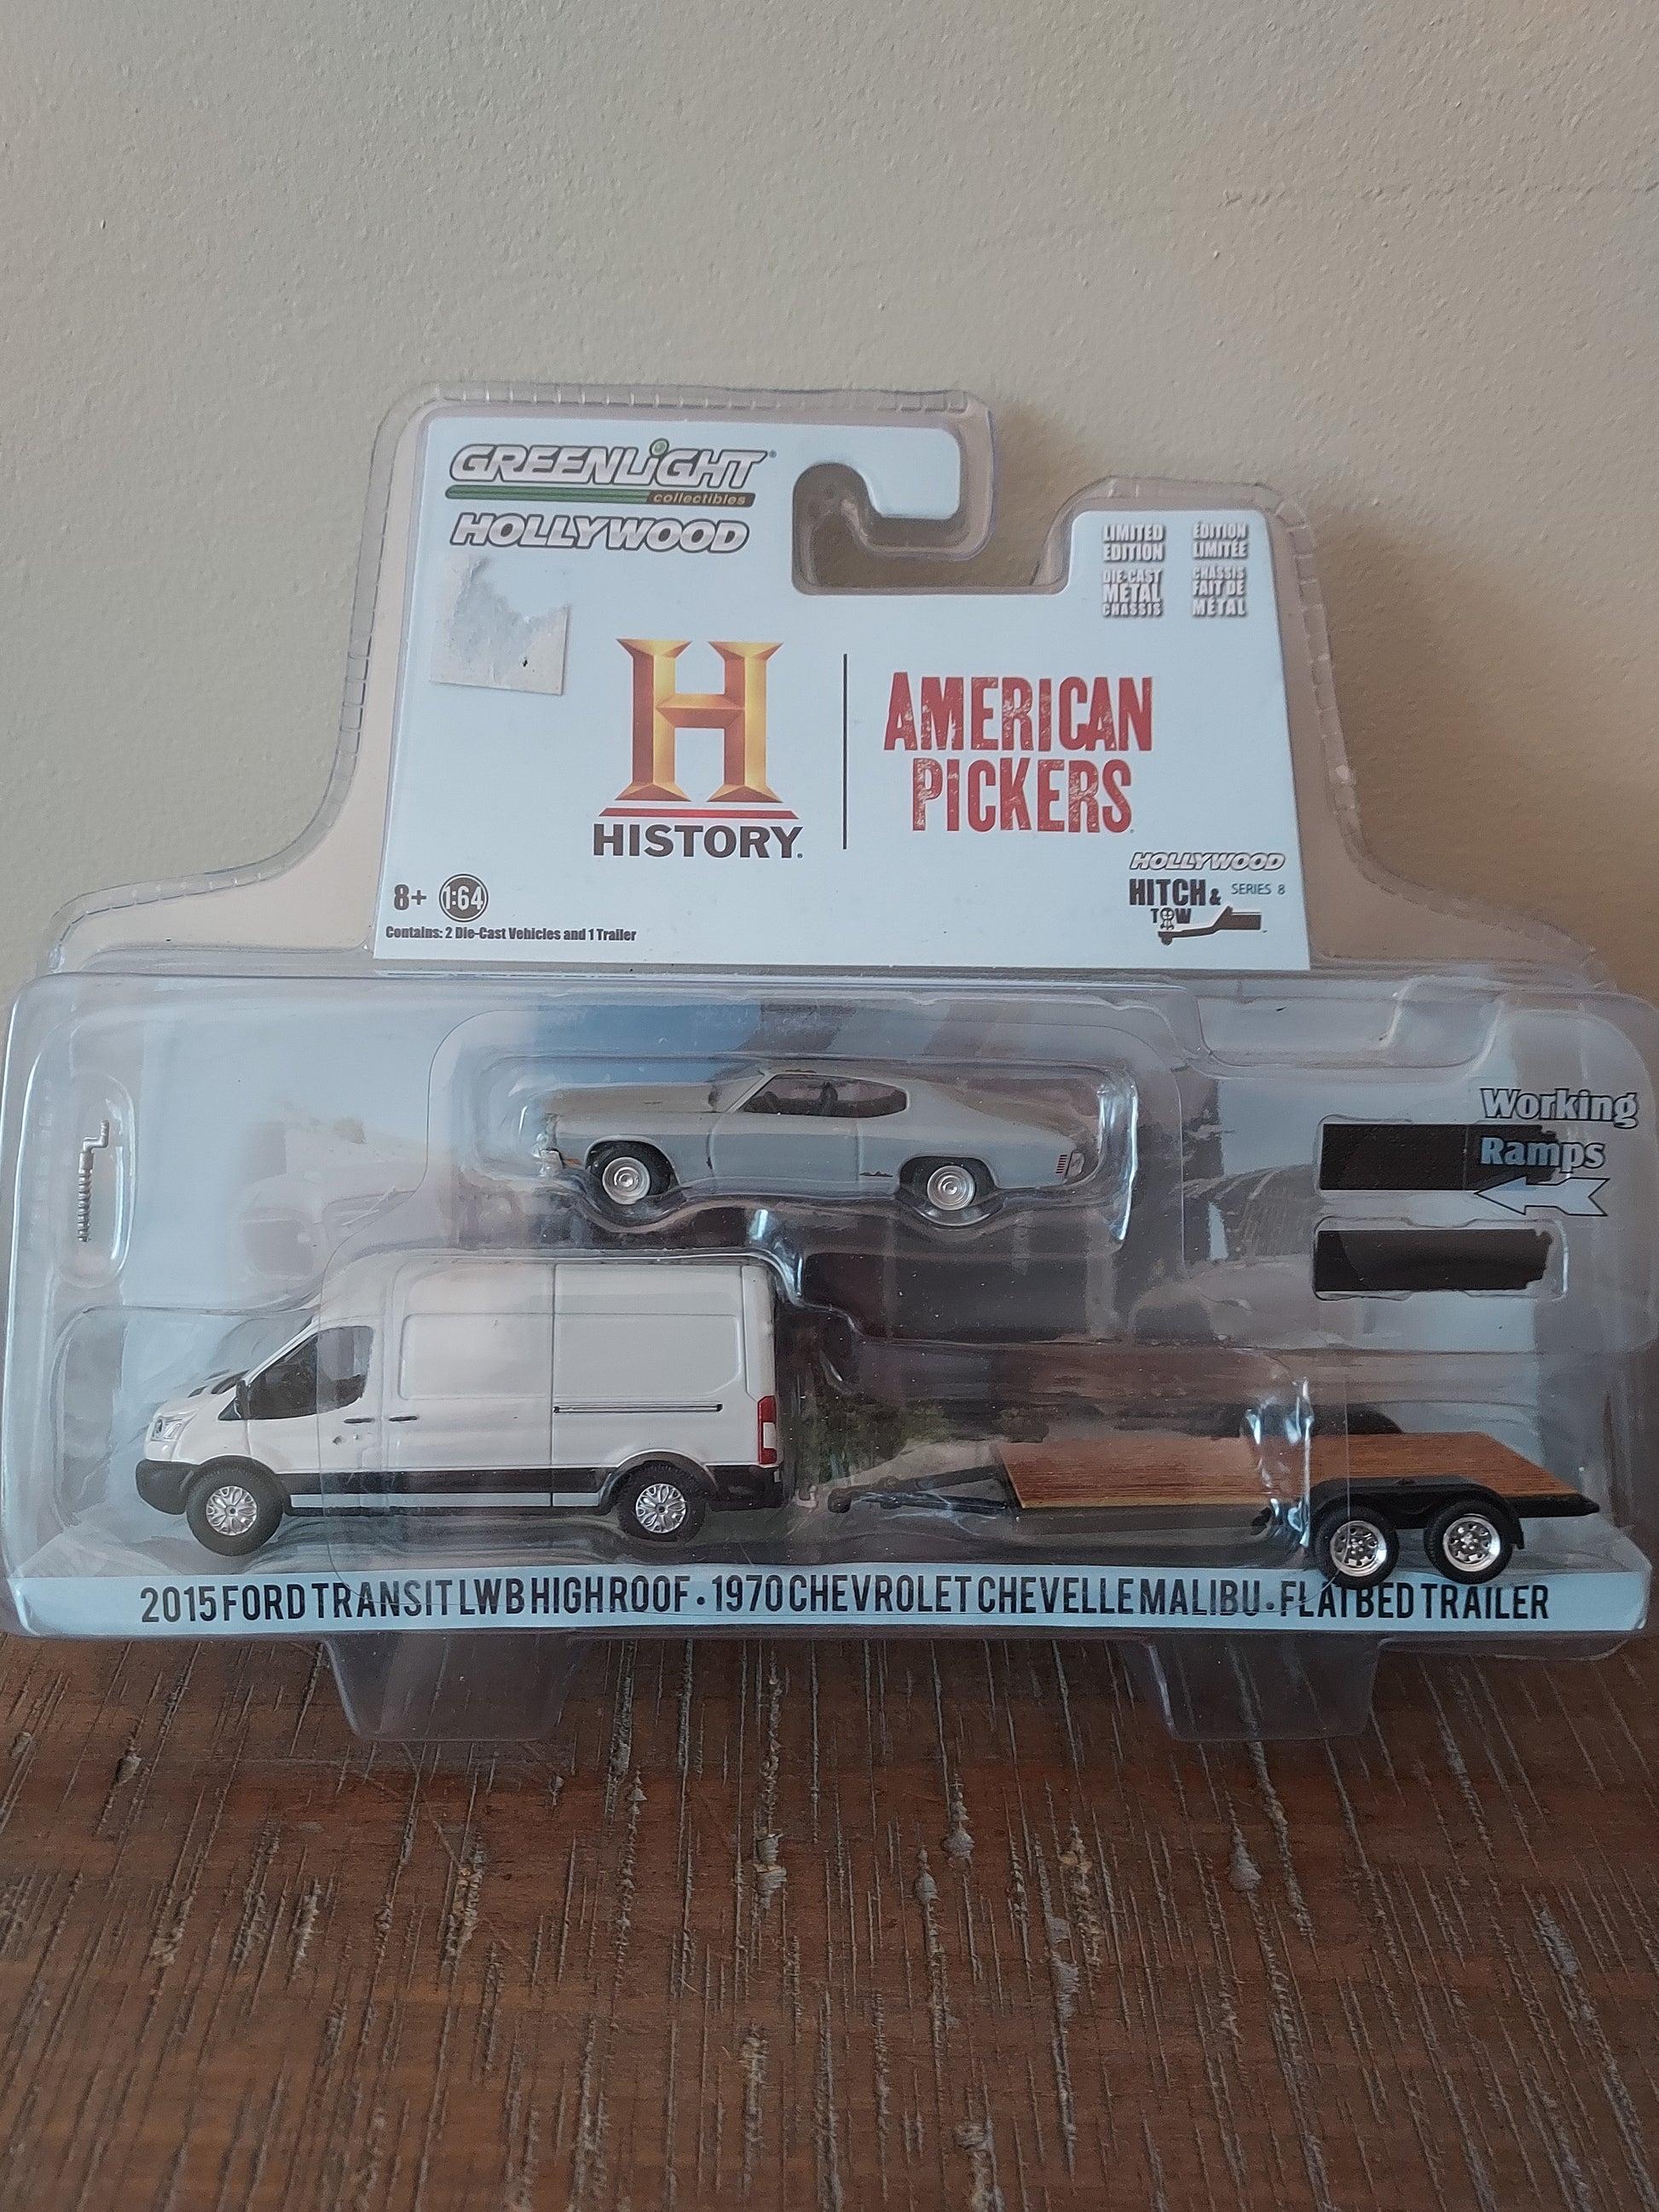 GREENLiGHT
collectibles
HOLLYWOOD
LIMITED
EDITION
DIE-CAST
METAL
CHASSIS
ÉDITION
LIMITÉE
CHÂSSIS
FAIT DE
MÉTAL
H
HISTORY.
AMERICAN
PICKERS
HOLLYWOOD
HITCH &
TOW
SERIES 8
8+
1:64
Contains: 2 Die-Cast Vehicles and 1 Trailer
Working
Ramps
2015 FORD TRANSIT LWB HIGH ROOF • 1970 CHEVROLET CHEVELLE MALIBU • FLATBED TRAILER